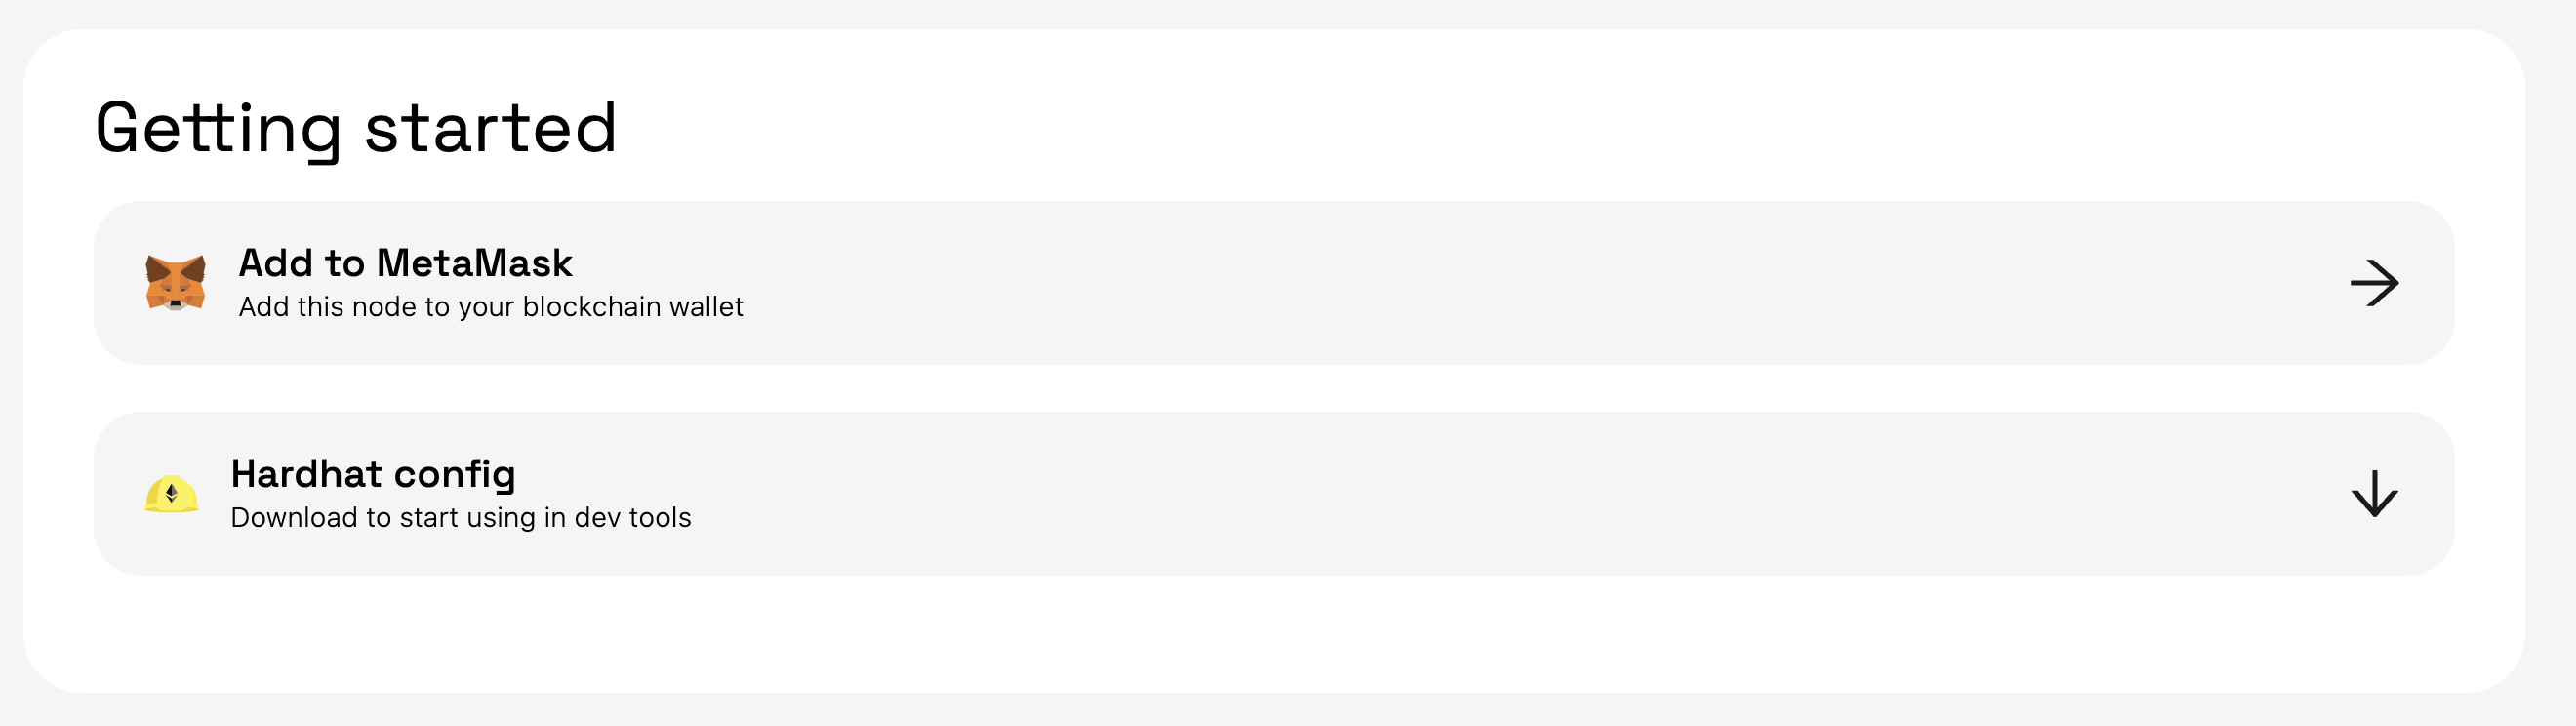 Getting started
Add to MetaMask
Add this node to your blockchain wallet
Hardhat config
Download to start using in dev tools